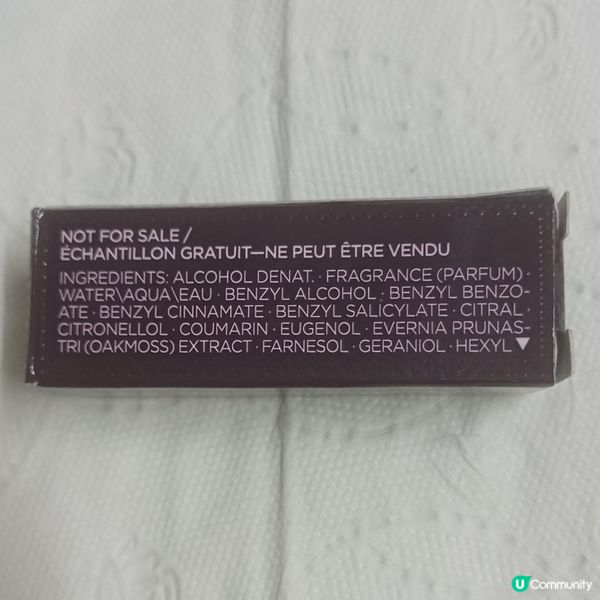 NOT FOR SALE /
ÉCHANTILLON GRATUIT—NE PEUT ÊTRE VENDU
INGREDIENTS: ALCOHOL DENAT. · FRAGRANCE (PARFUM) ·
WATER\AQUA\EAU · BENZYL ALCOHOL · BENZYL BENZO-
ATE · BENZYL CINNAMATE · BENZYL SALICYLATE · CITRAL
CITRONELLOL · COUMARIN · EUGENOL · EVERNIA PRUNAS-
TRI (OAKMOSS) EXTRACT · FARNESOL · GERANIOL · HEXYL▼
U Community